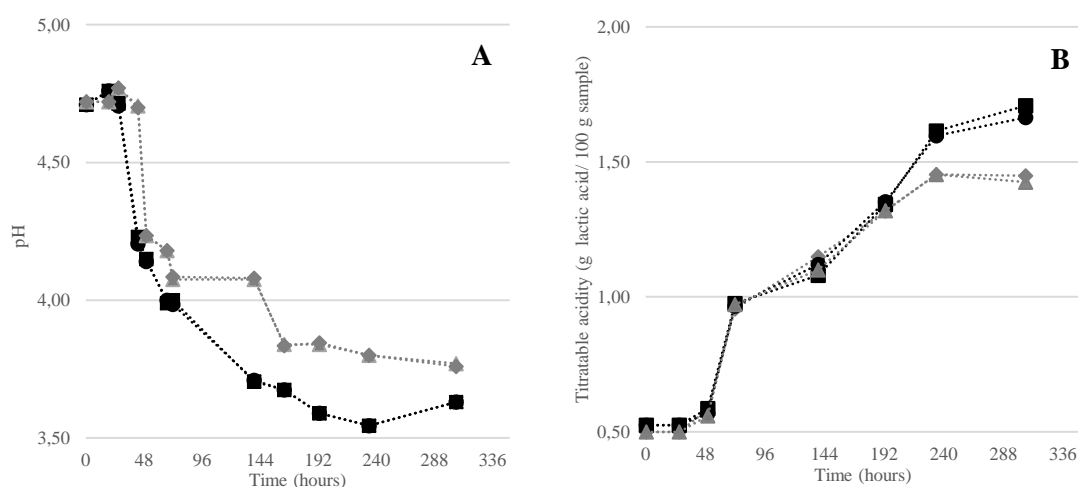 A
5,00
4,50
4,00
3,50
pH
0 48 96 144 192 240 288 336
Time (hours)
B
2,00
1,50
1,00
0,50
Titratable acidity (g lactic acid/ 100 g sample)
0 48 96 144 192 240 288 336
Time (hours)